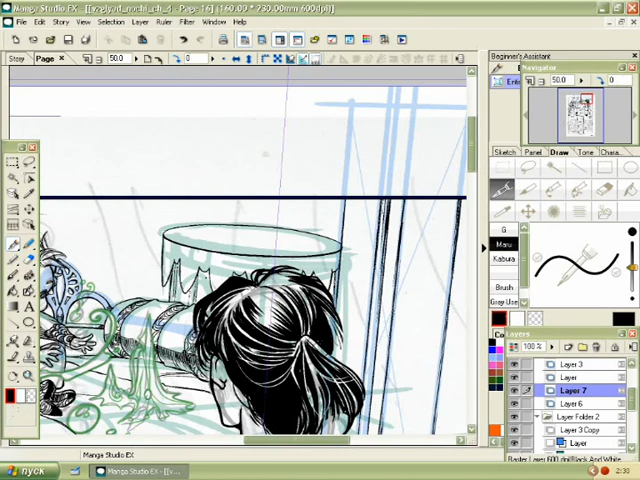 Manga Studio EX - [[vzglyad_nochi_ch_4 - Page 16] (160.00 * 230.00mm 600dpi)]
File Edit Story View Layer Ruler Filter Window Help
Story Page 50.0 0
Beginner's Assistant
Navigator
50.0 0
Sketch Panel Draw Tone Chara...
G
Maru
Kabura
Brush
Gray Use
Layers
100 %
Layer 3
Layer
Layer 7
Layer 6
Layer Folder 2
Layer 3 Copy
Layer
Raster Layer 600 dpi Black And White
Manga Studio EX
пуск
Manga Studio EX - [[v...
2:38